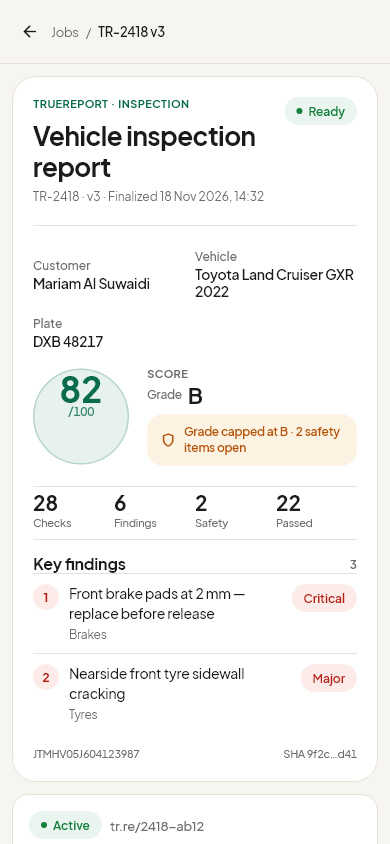 Jobs / TR-2418 v3
TRUEREPORT · INSPECTION
Ready
Vehicle inspection
report
TR-2418 · v3 · Finalized 18 Nov 2026, 14:32
Customer
Mariam Al Suwaidi
Vehicle
Toyota Land Cruiser GXR
2022
Plate
DXB 48217
82
/100
SCORE
Grade B
Grade capped at B · 2 safety
items open
28 6 2 22
Checks Findings Safety Passed
Key findings 3
1 Front brake pads at 2 mm — Critical
replace before release
Brakes
2 Nearside front tyre sidewall Major
cracking
Tyres
JTMHV05J604123987 SHA 9f2c…d41
Active tr.re/2418-ab12